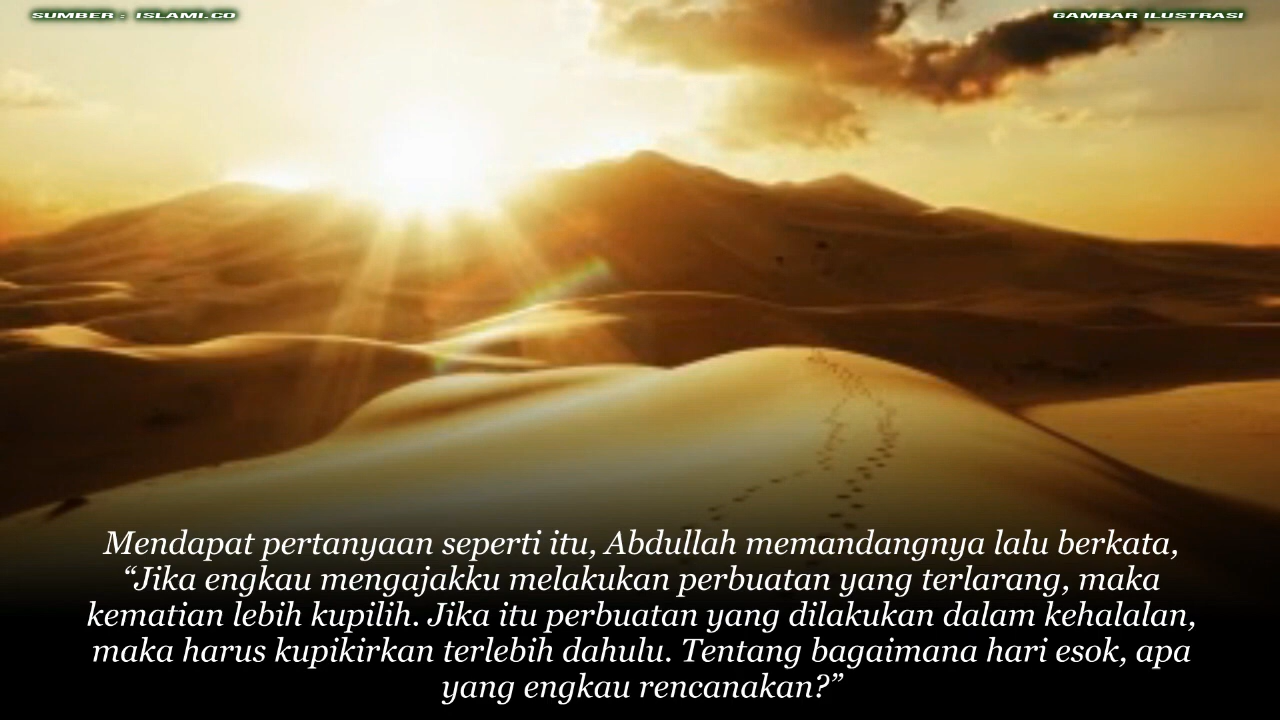 SUMBER : ISLAMI.CO
GAMBAR ILUSTRASI
Mendapat pertanyaan seperti itu, Abdullah memandangnya lalu berkata,
“Jika engkau mengajakku melakukan perbuatan yang terlarang, maka
kematian lebih kupilih. Jika itu perbuatan yang dilakukan dalam kehalalan,
maka harus kupikirkan terlebih dahulu. Tentang bagaimana hari esok, apa
yang engkau rencanakan?”